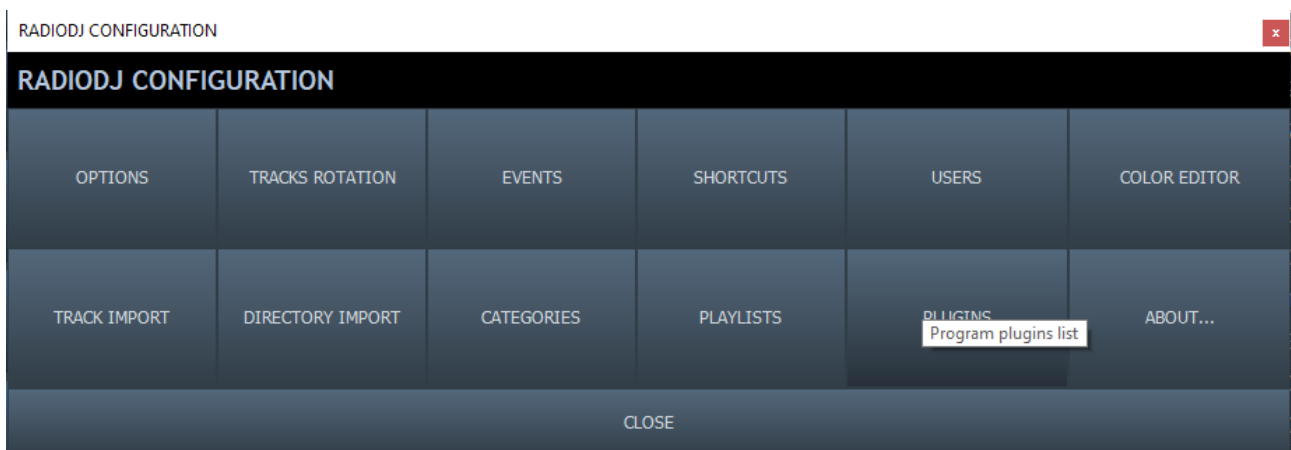 RADIODJ CONFIGURATION
x
RADIODJ CONFIGURATION
OPTIONS
TRACKS ROTATION
EVENTS
SHORTCUTS
USERS
COLOR EDITOR
TRACK IMPORT
DIRECTORY IMPORT
CATEGORIES
PLAYLISTS
PLUGINS
Program plugins list
ABOUT...
CLOSE